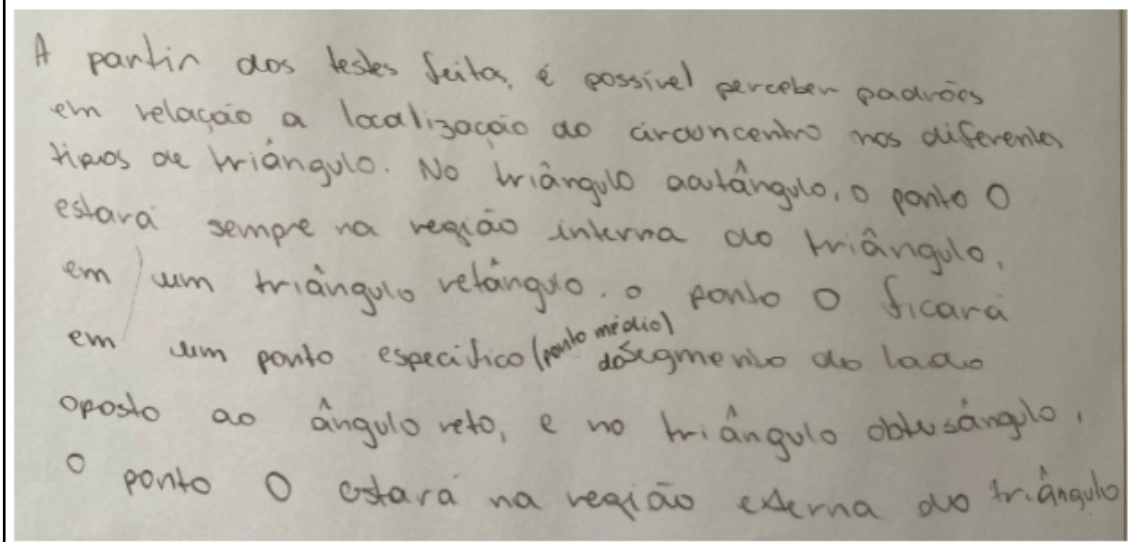 A partir dos testes feitos, é possível perceber padrões
em relação a localização do circuncentro nos diferentes
tipos de triângulo. No triângulo acutângulo, o ponto O
estará sempre na região interna do triângulo,
em um triângulo retângulo, o ponto O ficará
em um ponto específico (ponto médio) do segmento do lado
oposto ao ângulo reto, e no triângulo obtusângulo,
o ponto O estará na região externa do triângulo